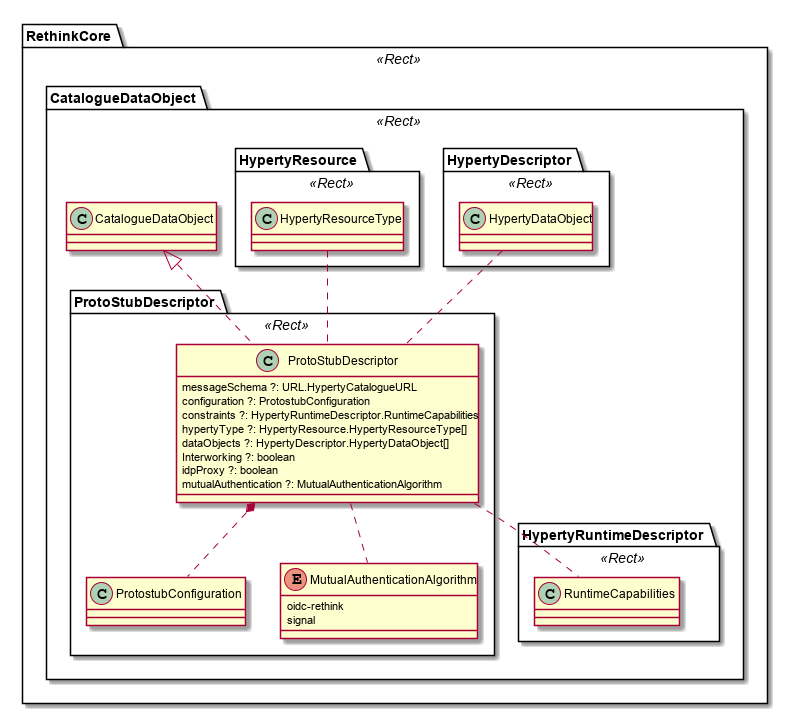 RethinkCore
«Rect»
CatalogueDataObject
«Rect»
HypertyResource
«Rect»
HypertyDescriptor
«Rect»
C CatalogueDataObject
C HypertyResourceType
C HypertyDataObject
ProtoStubDescriptor
«Rect»
C ProtoStubDescriptor
messageSchema ?: URL.HypertyCatalogueURL
configuration ?: ProtostubConfiguration
constraints ?: HypertyRuntimeDescriptor.RuntimeCapabilities
hypertyType ?: HypertyResource.HypertyResourceType[]
dataObjects ?: HypertyDescriptor.HypertyDataObject[]
Interworking ?: boolean
idpProxy ?: boolean
mutualAuthentication ?: MutualAuthenticationAlgorithm
HypertyRuntimeDescriptor
«Rect»
C ProtostubConfiguration
E MutualAuthenticationAlgorithm
oidc-rethink
signal
C RuntimeCapabilities